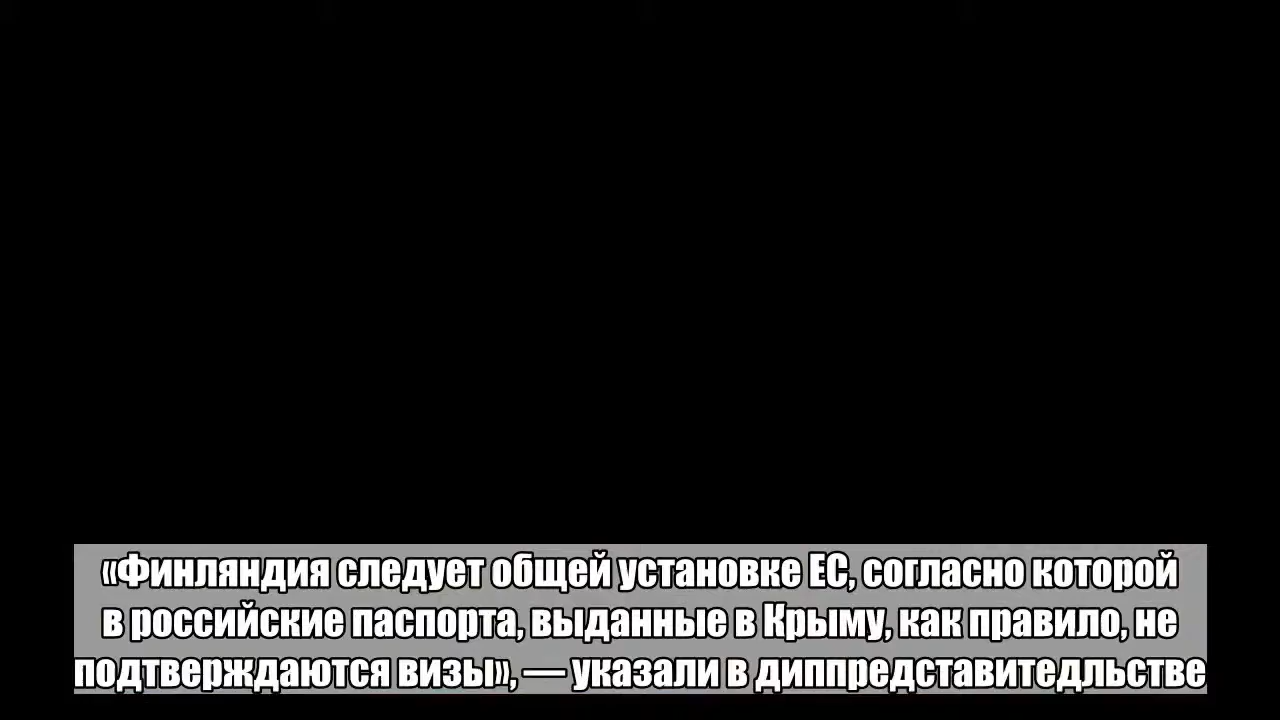 «Финляндия следует общей установке ЕС, согласно которой
в российские паспорта, выданные в Крыму, как правило, не
подтверждаются визы», — указали в диппредставитедльстве